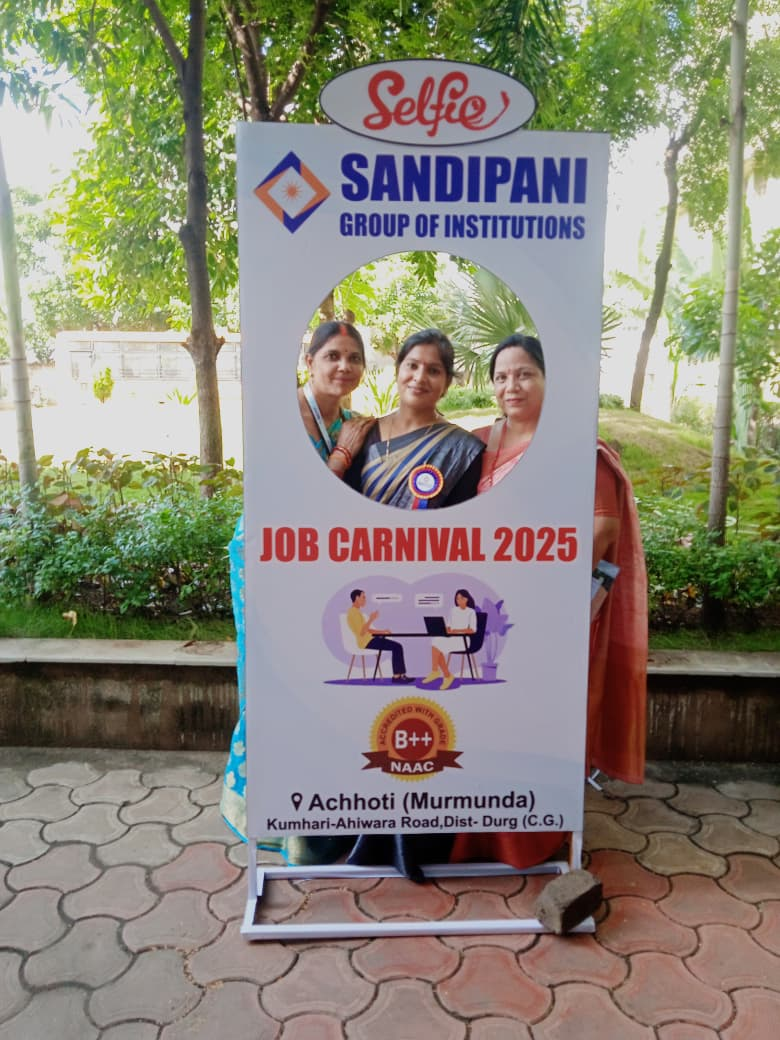 Selfie
SANDIPANI
GROUP OF INSTITUTIONS
JOB CARNIVAL 2025
ACCREDITED WITH GRADE
B++
NAAC
Achhoti (Murmunda)
Kumhari-Ahiwara Road,Dist- Durg (C.G.)